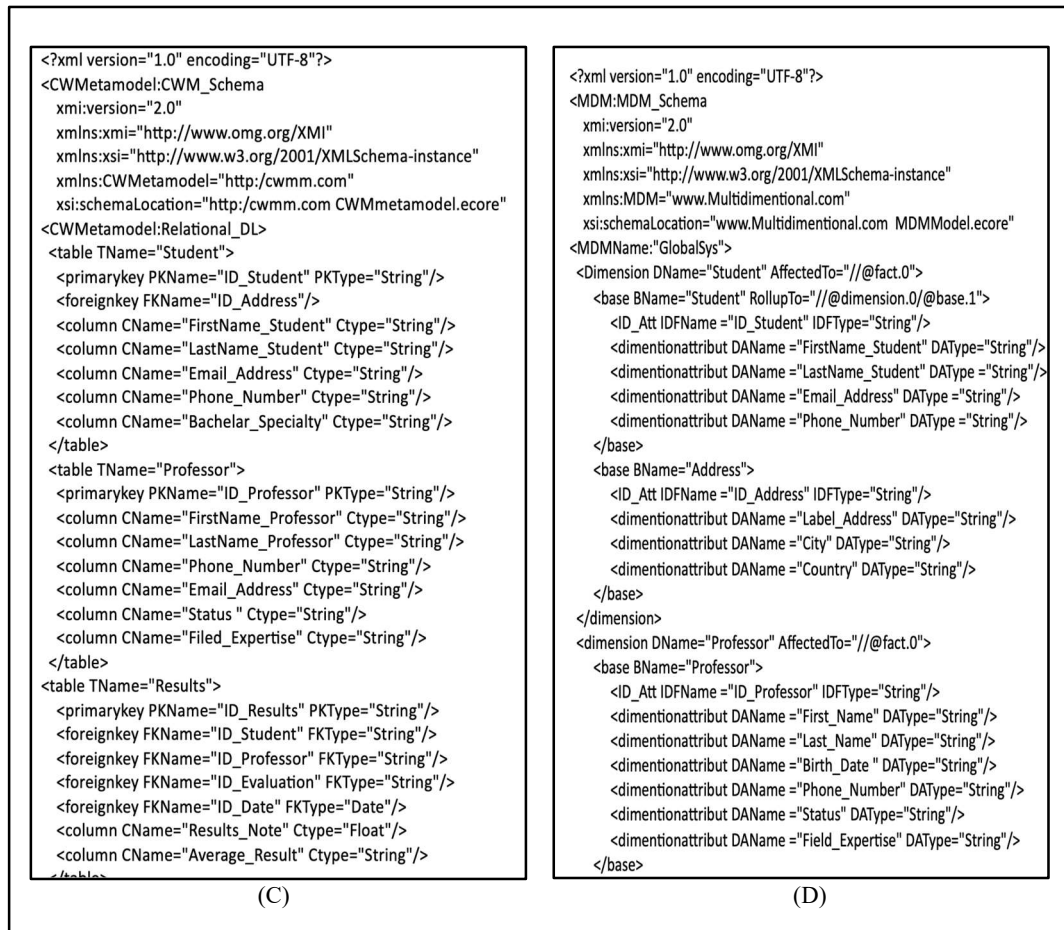 <?xml version="1.0" encoding="UTF-8"?>
<CWMetamodel:CWM_Schema
xmi:version="2.0"
xmlns:xmi="http://www.omg.org/XMI"
xmlns:xsi="http://www.w3.org/2001/XMLSchema-instance"
xmlns:CWMetamodel="http:/cwmm.com"
xsi:schemaLocation="http:/cwmm.com CWMmetamodel.ecore"
<CWMetamodel:Relational_DL>
<table TName="Student">
<primarykey PKName="ID_Student" PKType="String"/>
<foreignkey FKName="ID_Address"/>
<column CName="FirstName_Student" Ctype="String"/>
<column CName="LastName_Student" Ctype="String"/>
<column CName="Email_Address" Ctype="String"/>
<column CName="Phone_Number" Ctype="String"/>
<column CName="Bachelar_Specialty" Ctype="String"/>
</table>
<table TName="Professor">
<primarykey PKName="ID_Professor" PKType="String"/>
<column CName="FirstName_Professor" Ctype="String"/>
<column CName="LastName_Professor" Ctype="String"/>
<column CName="Phone_Number" Ctype="String"/>
<column CName="Email_Address" Ctype="String"/>
<column CName="Status " Ctype="String"/>
<column CName="Filed_Expertise" Ctype="String"/>
</table>
<table TName="Results">
<primarykey PKName="ID_Results" PKType="String"/>
<foreignkey FKName="ID_Student" FKType="String"/>
<foreignkey FKName="ID_Professor" FKType="String"/>
<foreignkey FKName="ID_Evaluation" FKType="String"/>
<foreignkey FKName="ID_Date" FKType="Date"/>
<column CName="Results_Note" Ctype="Float"/>
<column CName="Average_Result" Ctype="String"/>
</table>
(C)
<?xml version="1.0" encoding="UTF-8"?>
<MDM:MDM_Schema
xmi:version="2.0"
xmlns:xmi="http://www.omg.org/XMI"
xmlns:xsi="http://www.w3.org/2001/XMLSchema-instance"
xmlns:MDM="www.Multidimentional.com"
xsi:schemaLocation="www.Multidimentional.com MDMModel.ecore"
<MDMName:"GlobalSys">
<Dimension DName="Student" AffectedTo="//@fact.0">
<base BName="Student" RollupTo="//@dimension.0/@base.1">
<ID_Att IDFName ="ID_Student" IDFType="String"/>
<dimentionattribut DAName ="FirstName_Student" DAType="String"/>
<dimentionattribut DAName ="LastName_Student" DAType ="String"/>
<dimentionattribut DAName ="Email_Address" DAType ="String"/>
<dimentionattribut DAName ="Phone_Number" DAType ="String"/>
</base>
<base BName="Address">
<ID_Att IDFName ="ID_Address" IDFType="String"/>
<dimentionattribut DAName ="Label_Address" DAType="String"/>
<dimentionattribut DAName ="City" DAType="String"/>
<dimentionattribut DAName ="Country" DAType="String"/>
</base>
</dimension>
<dimension DName="Professor" AffectedTo="//@fact.0">
<base BName="Professor">
<ID_Att IDFName ="ID_Professor" IDFType="String"/>
<dimentionattribut DAName ="First_Name" DAType="String"/>
<dimentionattribut DAName ="Last_Name" DAType="String"/>
<dimentionattribut DAName ="Birth_Date " DAType="String"/>
<dimentionattribut DAName ="Phone_Number" DAType="String"/>
<dimentionattribut DAName ="Status" DAType="String"/>
<dimentionattribut DAName ="Field_Expertise" DAType="String"/>
</base>
(D)